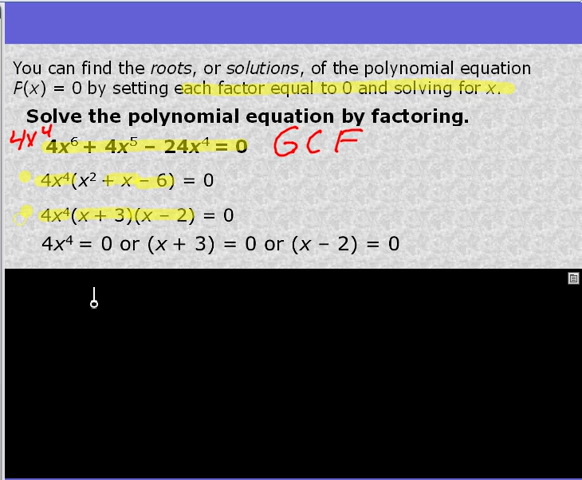 You can find the roots, or solutions, of the polynomial equation
F(x) = 0 by setting each factor equal to 0 and solving for x.
Solve the polynomial equation by factoring.
4x⁴ 4x⁶ + 4x⁵ – 24x⁴ = 0 GCF
4x⁴(x² + x – 6) = 0
4x⁴(x + 3)(x – 2) = 0
4x⁴ = 0 or (x + 3) = 0 or (x – 2) = 0